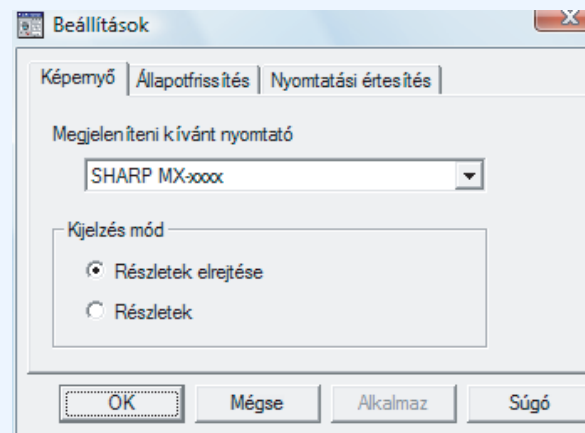 Beállítások
Képernyő Állapotfrissítés Nyomtatási értesítés
Megjeleníteni kívánt nyomtató
SHARP MX-xxxx
Kijelzés mód
Részletek elrejtése
Részletek
OK Mégse Alkalmaz Súgó